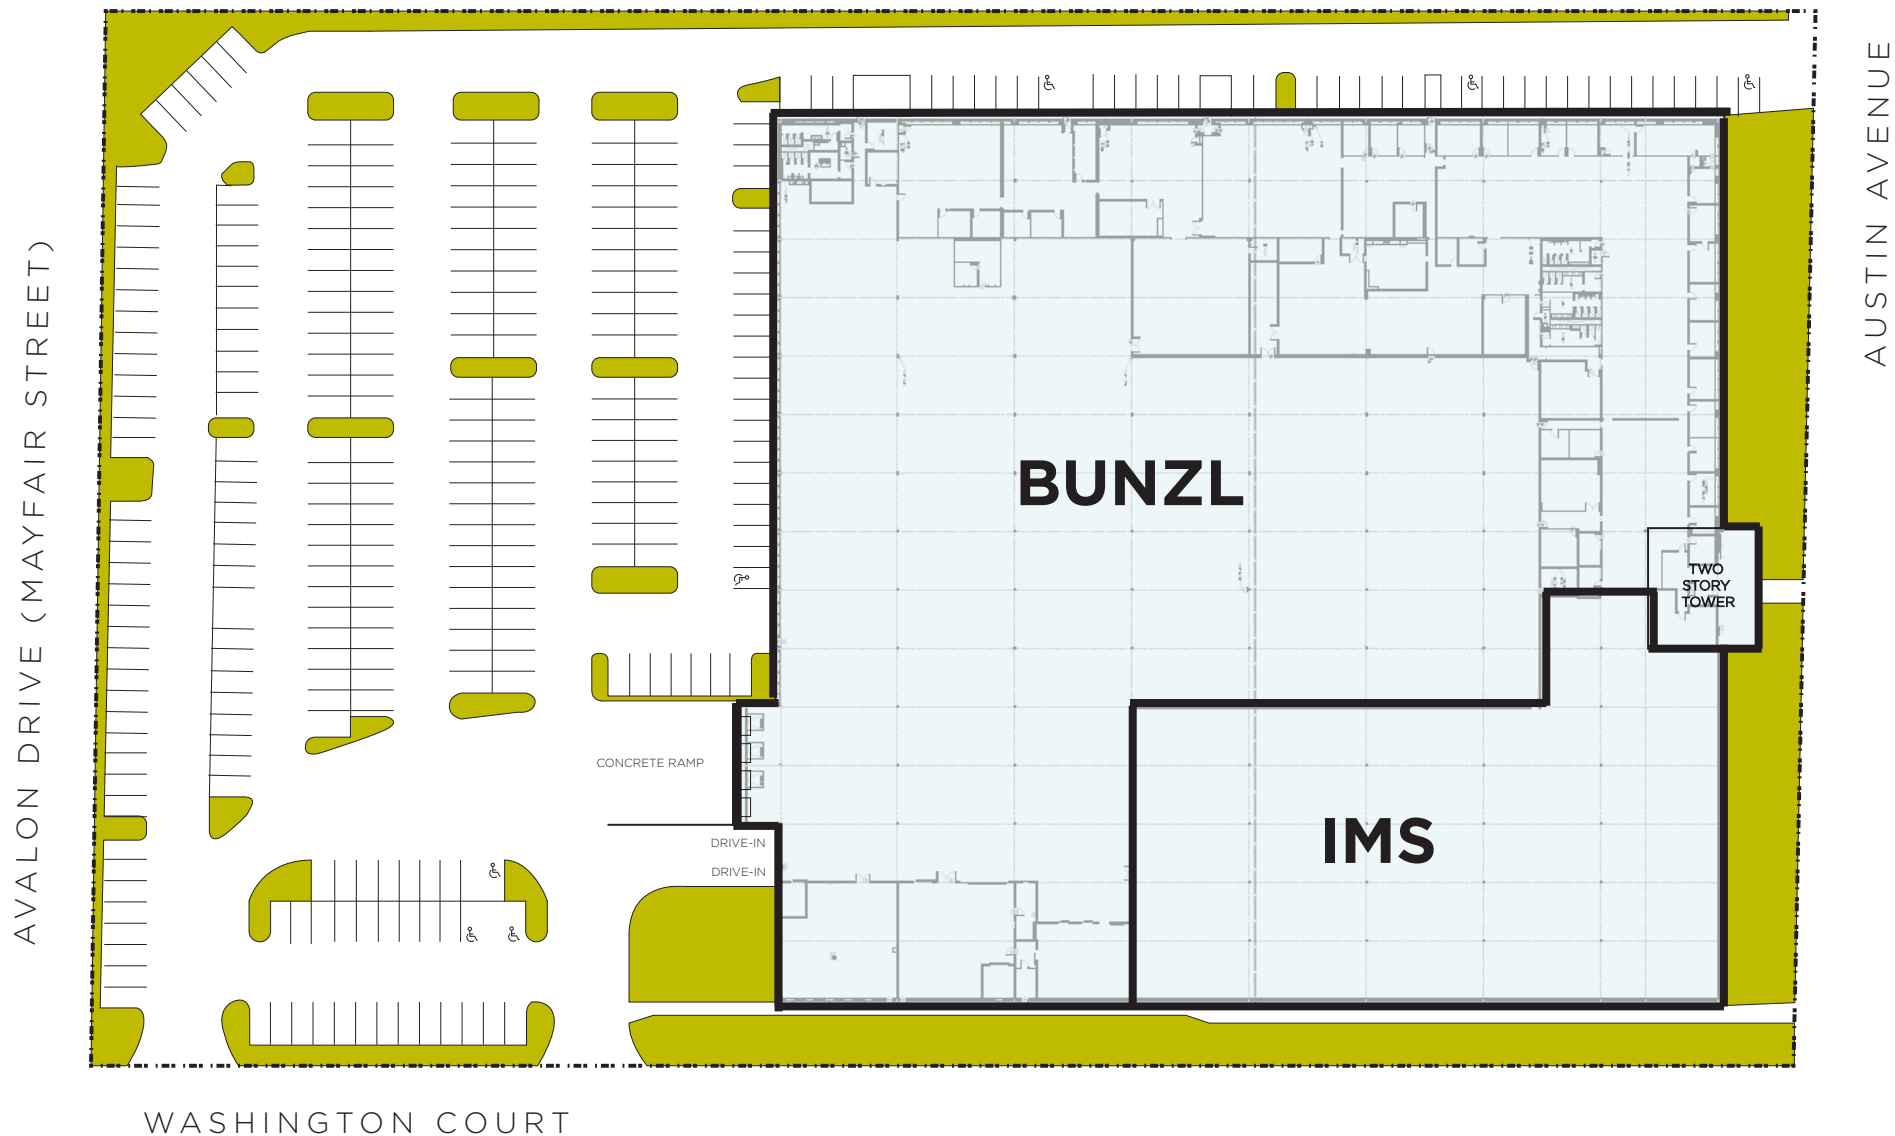 AVALON DRIVE (MAYFAIR STREET)
AUSTIN AVENUE
BUNZL
TWO
STORY
TOWER
CONCRETE RAMP
IMS
DRIVE-IN
DRIVE-IN
WASHINGTON COURT